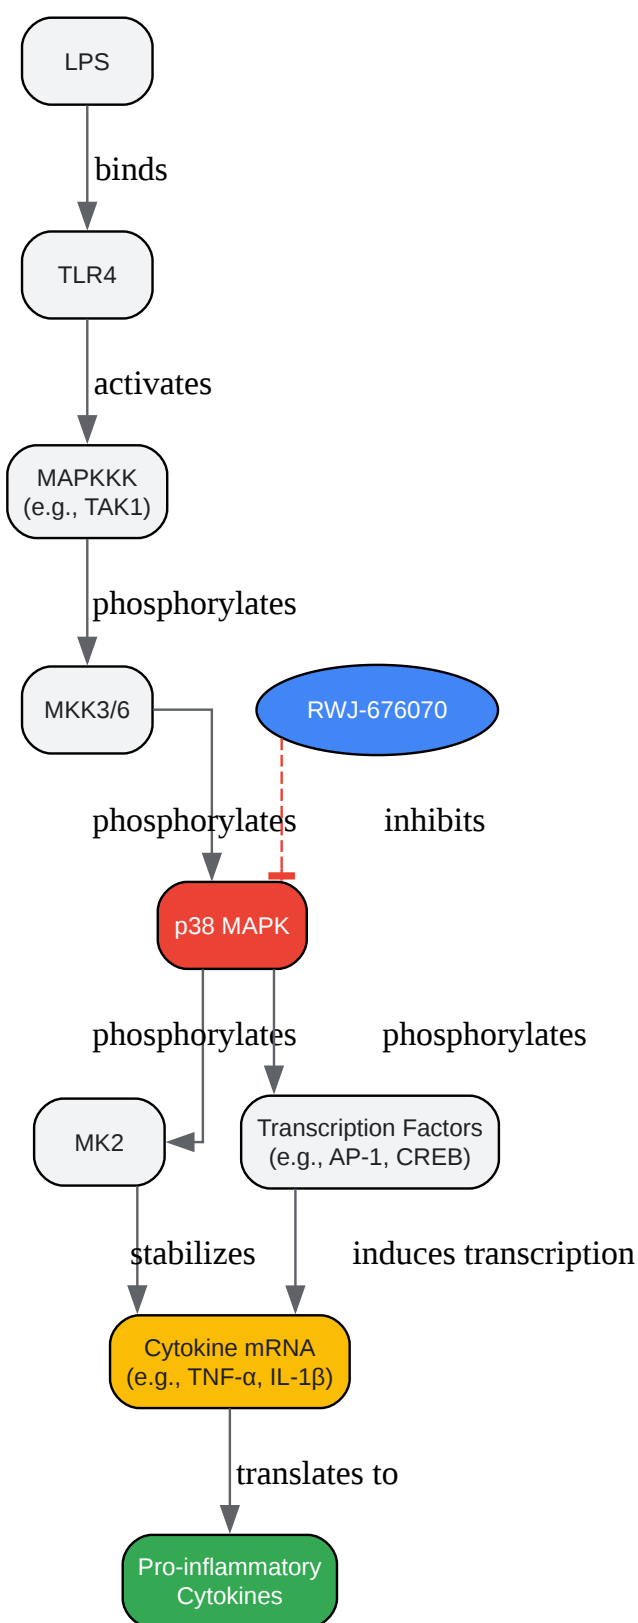 LPS
binds
TLR4
activates
MAPKKK
(e.g., TAK1)
phosphorylates
MKK3/6
RWJ-676070
phosphorylates
inhibits
p38 MAPK
phosphorylates
phosphorylates
MK2
Transcription Factors
(e.g., AP-1, CREB)
stabilizes
induces transcription
Cytokine mRNA
(e.g., TNF-α, IL-1β)
translates to
Pro-inflammatory
Cytokines